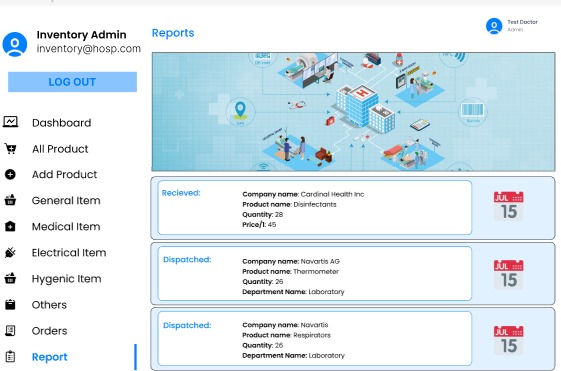 Inventory Admin
inventory@hosp.com
LOG OUT
Dashboard
All Product
Add Product
General Item
Medical Item
Electrical Item
Hygenic Item
Others
Orders
Report
Reports
Test Doctor
Admin
Recieved:
Company name: Cardinal Health Inc
Product name: Disinfectants
Quantity: 28
Price/1: 45
JUL
15
Dispatched:
Company name: Navartis AG
Product name: Thermometer
Quantity: 26
Department Name: Laboratory
JUL
15
Dispatched:
Company name: Navartis
Product name: Respirators
Quantity: 26
Department Name: Laboratory
JUL
15